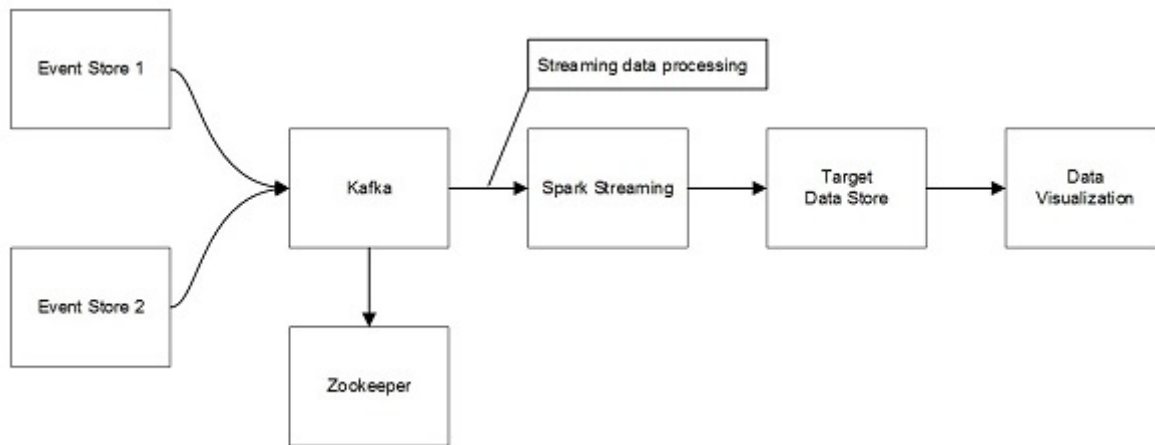 Event Store 1
Streaming data processing
Kafka
Spark Streaming
Target
Data Store
Data
Visualization
Event Store 2
Zookeeper